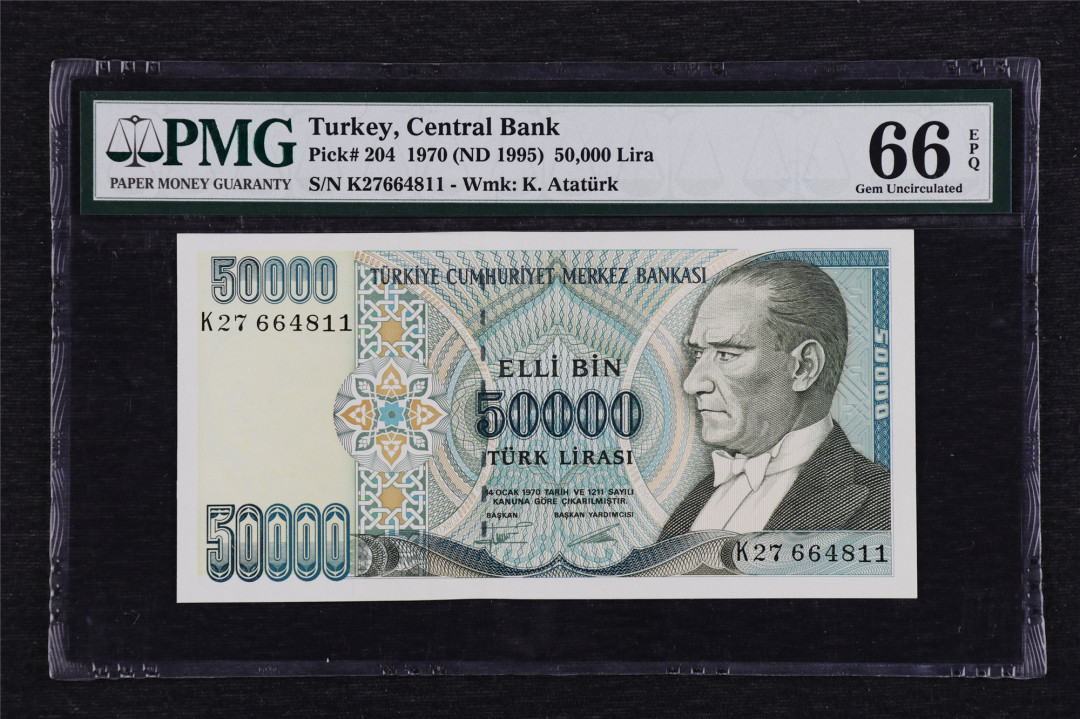 PMG
PAPER MONEY GUARANTY
Turkey, Central Bank
Pick# 204 1970 (ND 1995) 50,000 Lira
S/N K27664811 - Wmk: K. Atatürk
66
EPQ
Gem Uncirculated
50000
TÜRKİYE CUMHURİYET MERKEZ BANKASI
K27 664811
50000
ELLİ BİN
50000
TÜRK LİRASI
14 OCAK 1970 TARİH VE 1211 SAYILI
KANUNA GÖRE ÇIKARILMIŞTIR.
BAŞKAN BAŞKAN YARDIMCISI
50000
K27 664811